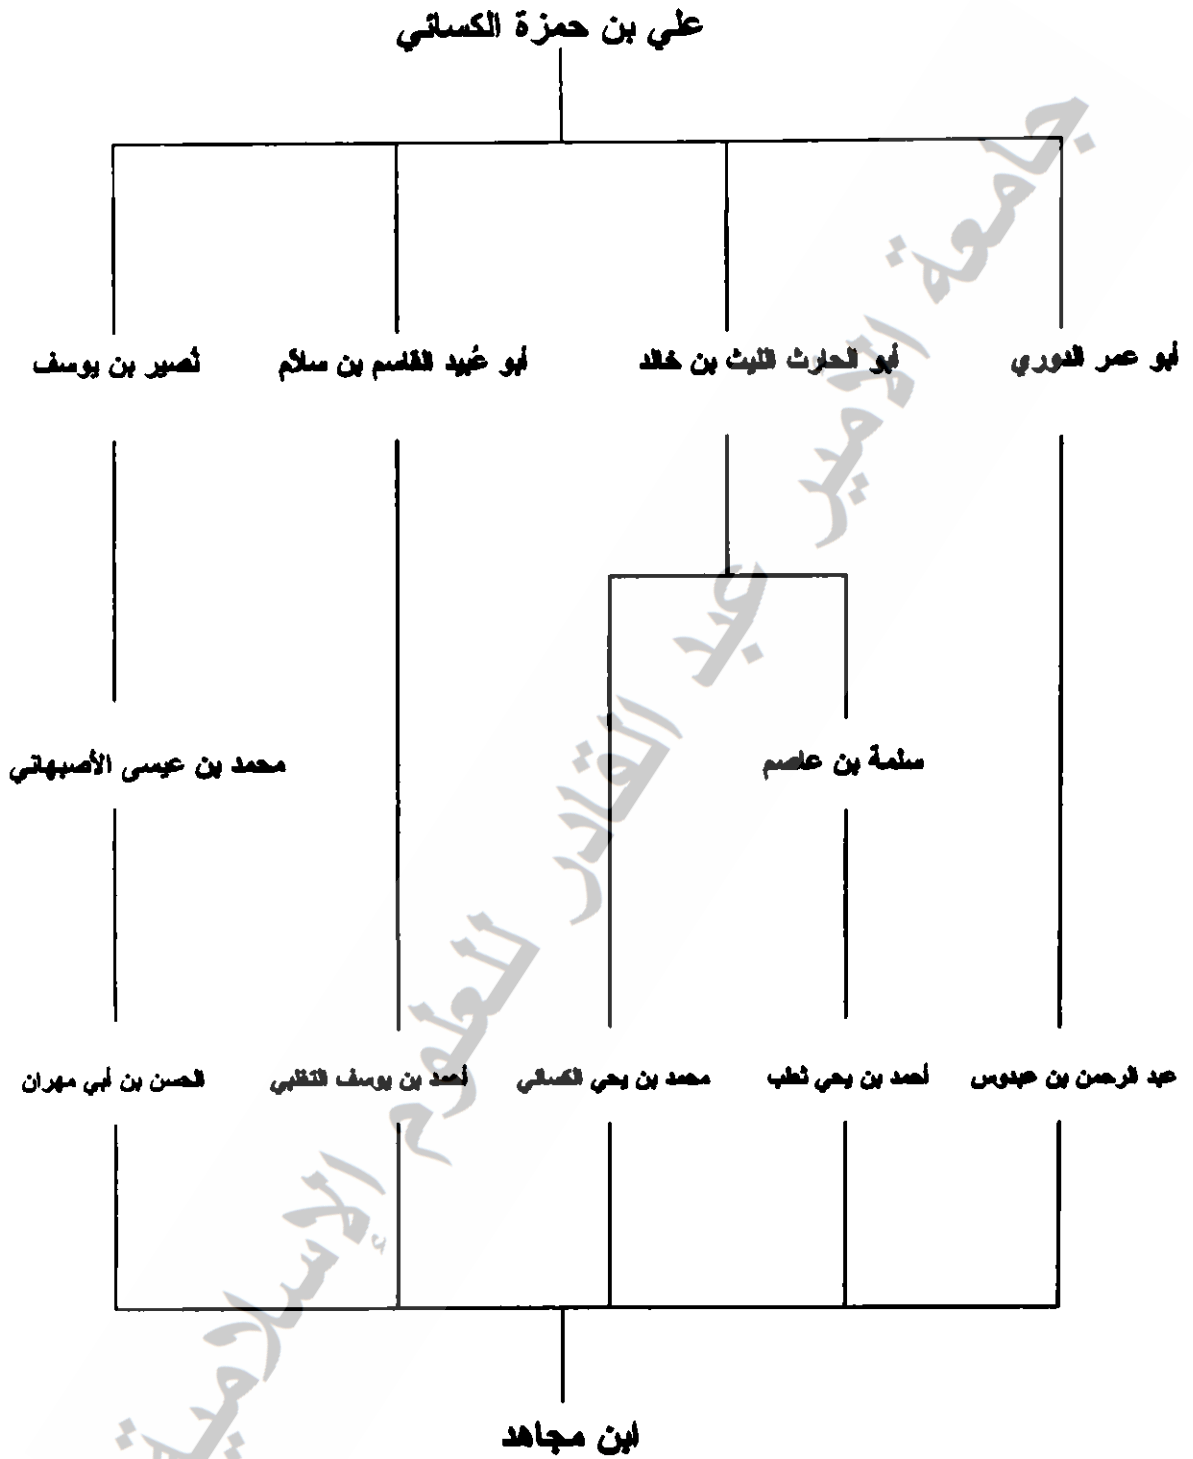 علي بن حمزة الكسائي
أبو عمر الدوري
أبو الحارث الليث بن خالد
أبو عُبيد القاسم بن سلاّم
نُصير بن يوسف
سلمة بن عاصم
محمد بن عيسى الأصبهاني
عبد الرحمن بن عبدوس
أحمد بن يحي ثعلب
محمد بن يحي الكسائي
أحمد بن يوسف التغلبي
الحسن بن أبي مهران
ابن مجاهد
جامعة الأمير عبد القادر للعلوم الإسلامية